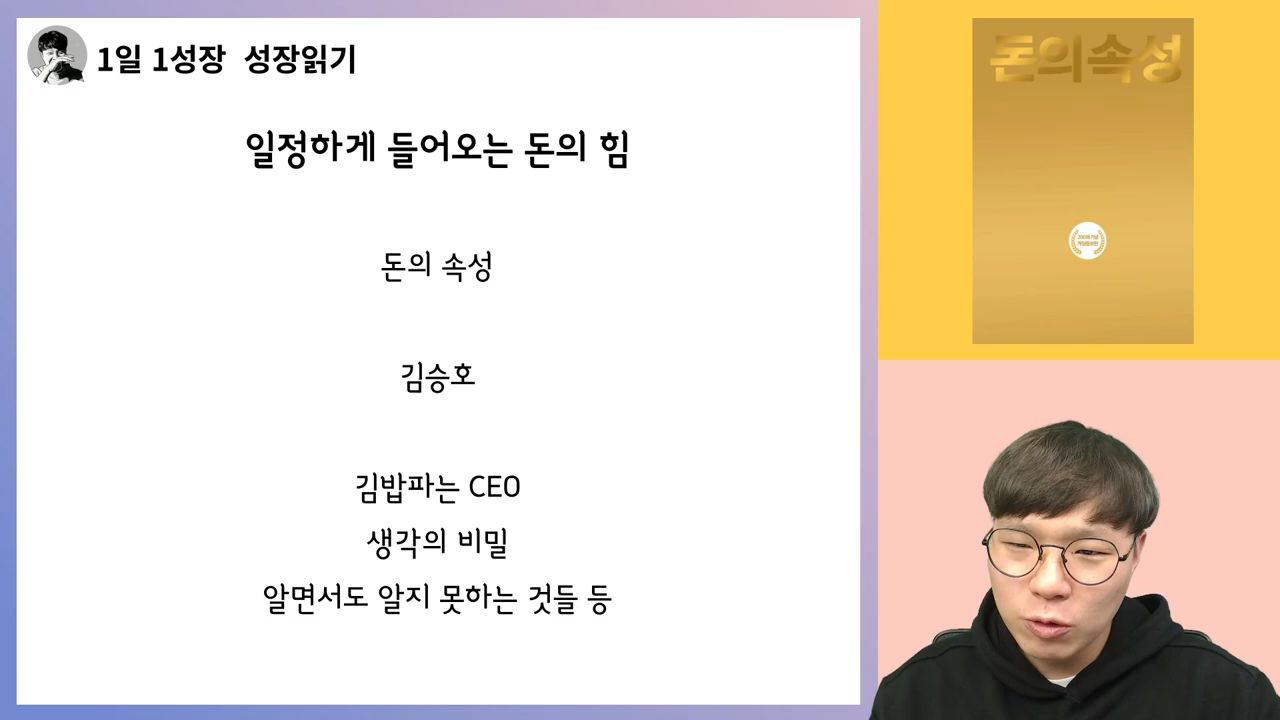 1일 1성장 성장읽기
일정하게 들어오는 돈의 힘
돈의 속성
김승호
김밥파는 CEO
생각의 비밀
알면서도 알지 못하는 것들 등
돈의 속성